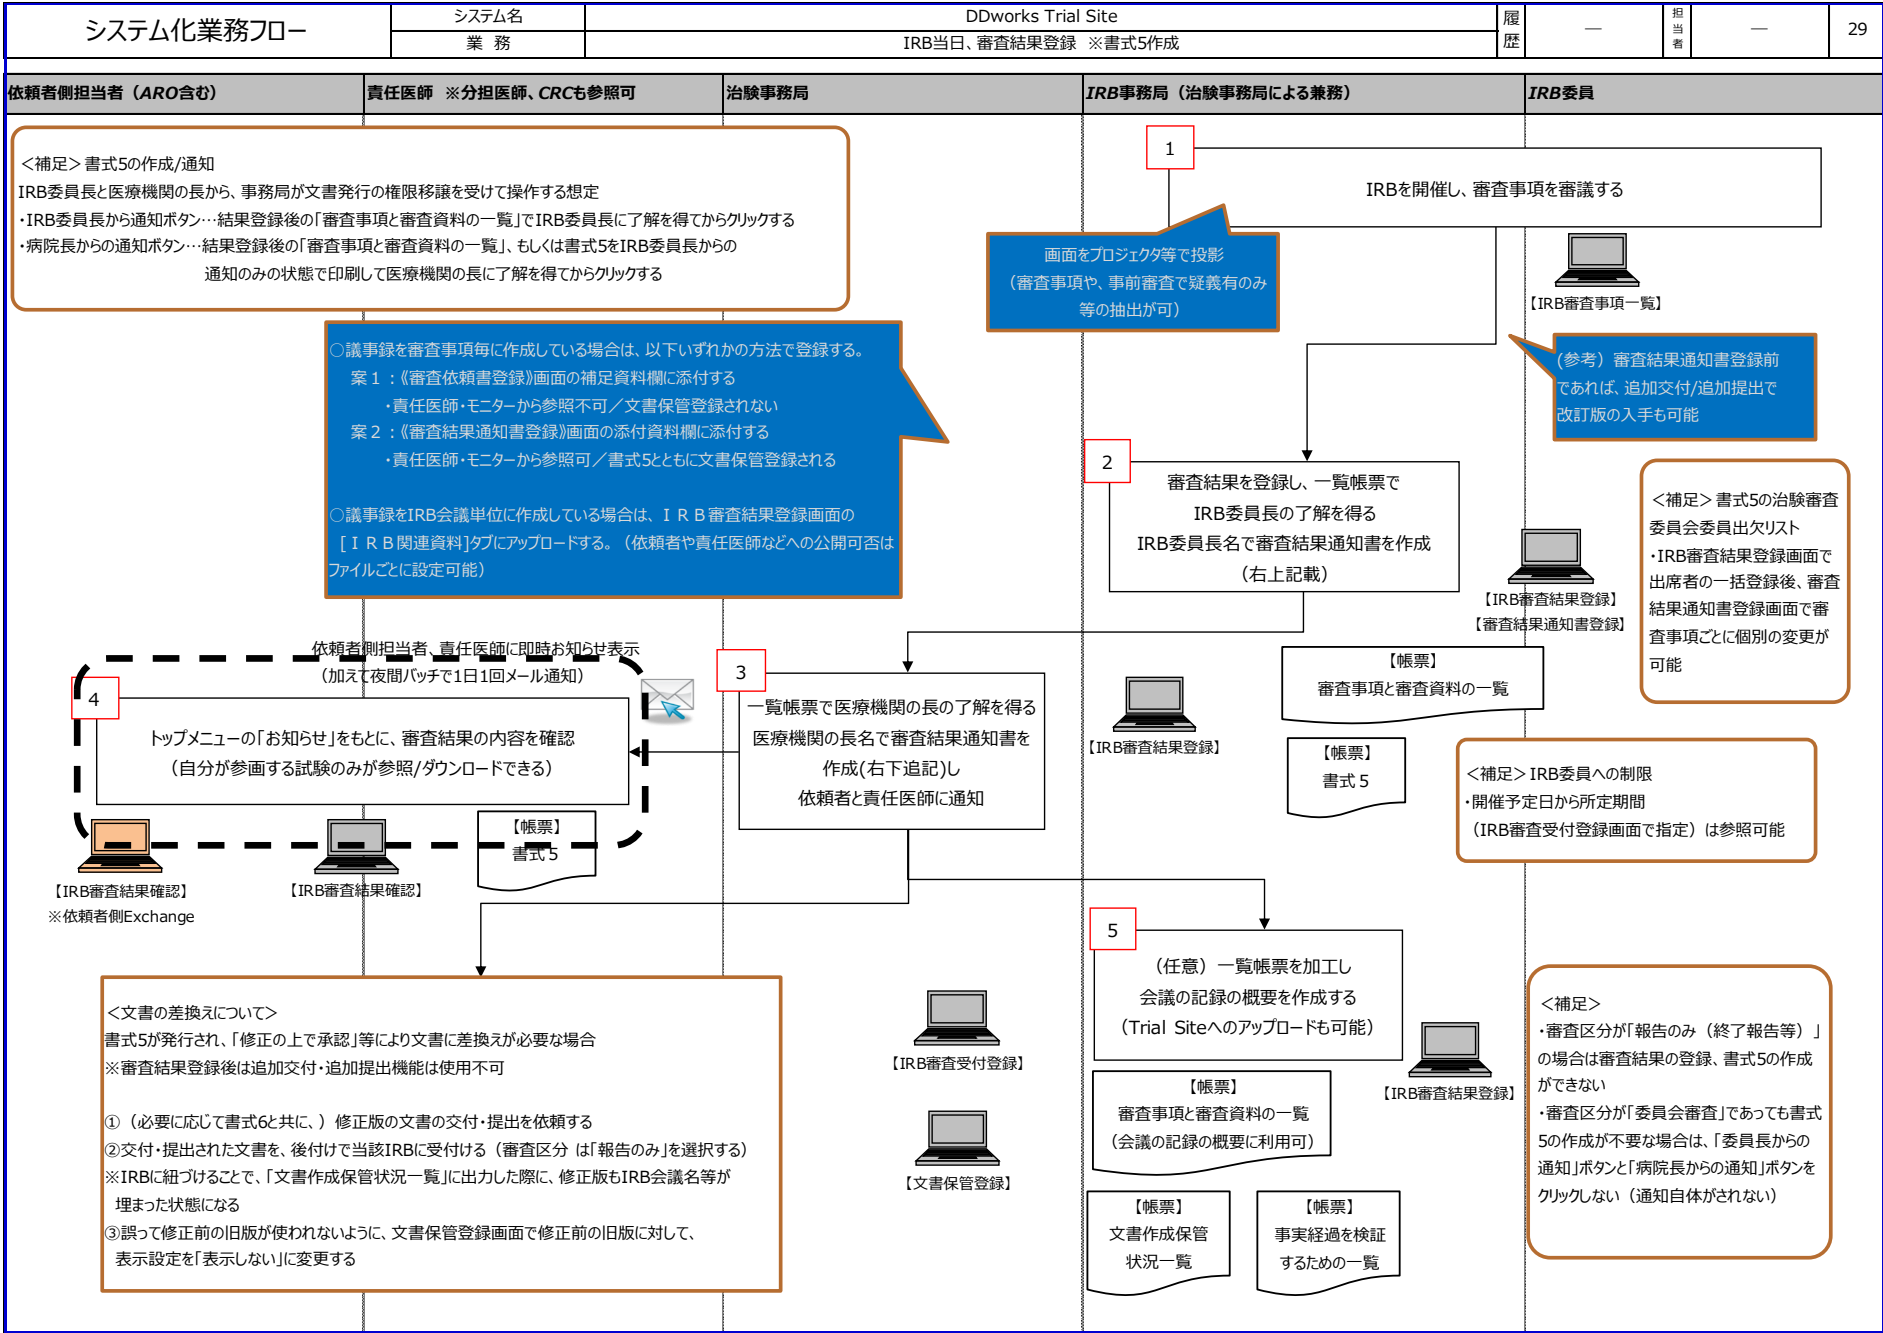 システム化業務フロー
システム名
DDworks Trial Site
履歴
―
担当者
―
29
業 務
IRB当日、審査結果登録 ※書式5作成
依頼者側担当者（ARO含む）
責任医師 ※分担医師、CRCも参照可
治験事務局
IRB事務局（治験事務局による兼務）
IRB委員
＜補足＞書式5の作成/通知
IRB委員長と医療機関の長から、事務局が文書発行の権限移譲を受けて操作する想定
・IRB委員長から通知ボタン…結果登録後の「審査事項と審査資料の一覧」でIRB委員長に了解を得てからクリックする
・病院長からの通知ボタン…結果登録後の「審査事項と審査資料の一覧」、もしくは書式5をIRB委員長からの
通知のみの状態で印刷して医療機関の長に了解を得てからクリックする
1
IRBを開催し、審査事項を審議する
画面をプロジェクタ等で投影
（審査事項や、事前審査で疑義有のみ
等の抽出が可）
【IRB審査事項一覧】
○議事録を審査事項毎に作成している場合は、以下いずれかの方法で登録する。
案１：《審査依頼書登録》画面の補足資料欄に添付する
・責任医師・モニターから参照不可／文書保管登録されない
案２：《審査結果通知書登録》画面の添付資料欄に添付する
・責任医師・モニターから参照可／書式5とともに文書保管登録される
○議事録をIRB会議単位に作成している場合は、ＩＲＢ審査結果登録画面の
[ＩＲＢ関連資料]タブにアップロードする。（依頼者や責任医師などへの公開可否は
ファイルごとに設定可能）
(参考）審査結果通知書登録前
であれば、追加交付/追加提出で
改訂版の入手も可能
2
審査結果を登録し、一覧帳票で
IRB委員長の了解を得る
IRB委員長名で審査結果通知書を作成
（右上記載）
【IRB審査結果登録】
【審査結果通知書登録】
＜補足＞書式5の治験審査
委員会委員出欠リスト
・IRB審査結果登録画面で
出席者の一括登録後、審査
結果通知書登録画面で審
査事項ごとに個別の変更が
可能
依頼者側担当者、責任医師に即時お知らせ表示
（加えて夜間バッチで1日1回メール通知）
4
トップメニューの「お知らせ」をもとに、審査結果の内容を確認
（自分が参画する試験のみが参照/ダウンロードできる）
3
一覧帳票で医療機関の長の了解を得る
医療機関の長名で審査結果通知書を
作成(右下追記)し
依頼者と責任医師に通知
【IRB審査結果登録】
【帳票】
審査事項と審査資料の一覧
【帳票】
書式５
＜補足＞IRB委員への制限
・開催予定日から所定期間
（IRB審査受付登録画面で指定）は参照可能
【帳票】
書式５
【IRB審査結果確認】
※依頼者側Exchange
【IRB審査結果確認】
＜文書の差換えについて＞
書式5が発行され、「修正の上で承認」等により文書に差換えが必要な場合
※審査結果登録後は追加交付・追加提出機能は使用不可
①（必要に応じて書式6と共に、）修正版の文書の交付・提出を依頼する
②交付・提出された文書を、後付けで当該IRBに受付ける（審査区分 は「報告のみ」を選択する）
※IRBに紐づけることで、「文書作成保管状況一覧」に出力した際に、修正版もIRB会議名等が
埋まった状態になる
③誤って修正前の旧版が使われないように、文書保管登録画面で修正前の旧版に対して、
表示設定を「表示しない」に変更する
【IRB審査受付登録】
【文書保管登録】
5
（任意）一覧帳票を加工し
会議の記録の概要を作成する
（Trial Siteへのアップロードも可能）
【IRB審査結果登録】
【帳票】
審査事項と審査資料の一覧
（会議の記録の概要に利用可）
【帳票】
文書作成保管
状況一覧
【帳票】
事実経過を検証
するための一覧
＜補足＞
・審査区分が「報告のみ（終了報告等）」
の場合は審査結果の登録、書式5の作成
ができない
・審査区分が「委員会審査」であっても書式
5の作成が不要な場合は、「委員長からの
通知」ボタンと「病院長からの通知」ボタンを
クリックしない（通知自体がされない）